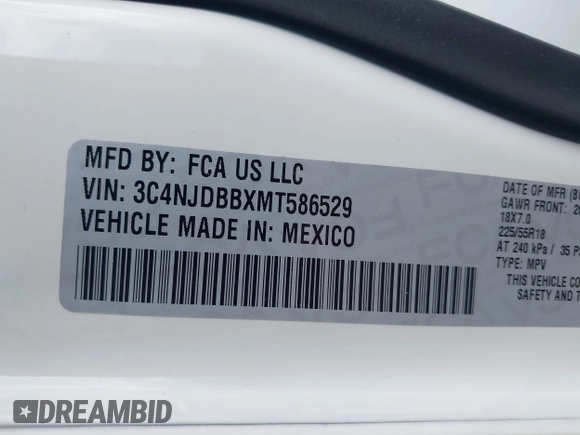 MFD BY: FCA US LLC
VIN: 3C4NJDBBXMT586529
VEHICLE MADE IN: MEXICO
DATE OF MFR
GAWR FRONT:
18X7.0
225/55R18
AT 240 kPa / 35
TYPE: MPV
THIS VEHICLE
SAFETY AND
DREAMBID